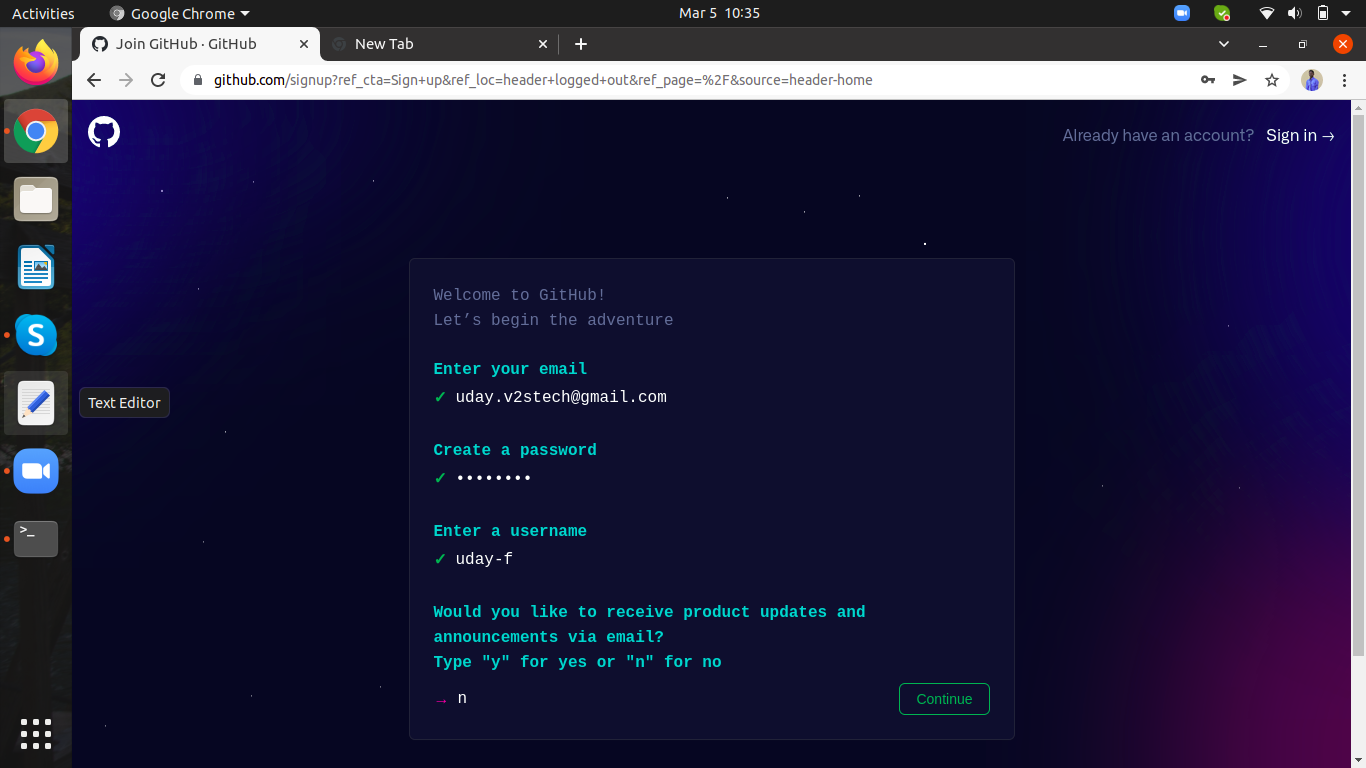 Activities
Google Chrome
Mar 5 10:35
Join GitHub · GitHub
New Tab
github.com/signup?ref_cta=Sign+up&ref_loc=header+logged+out&ref_page=%2F&source=header-home
Already have an account? Sign in →
Welcome to GitHub!
Let’s begin the adventure
Enter your email
✓ uday.v2stech@gmail.com
Text Editor
Create a password
✓ ••••••••
Enter a username
✓ uday-f
Would you like to receive product updates and
announcements via email?
Type "y" for yes or "n" for no
→ n
Continue